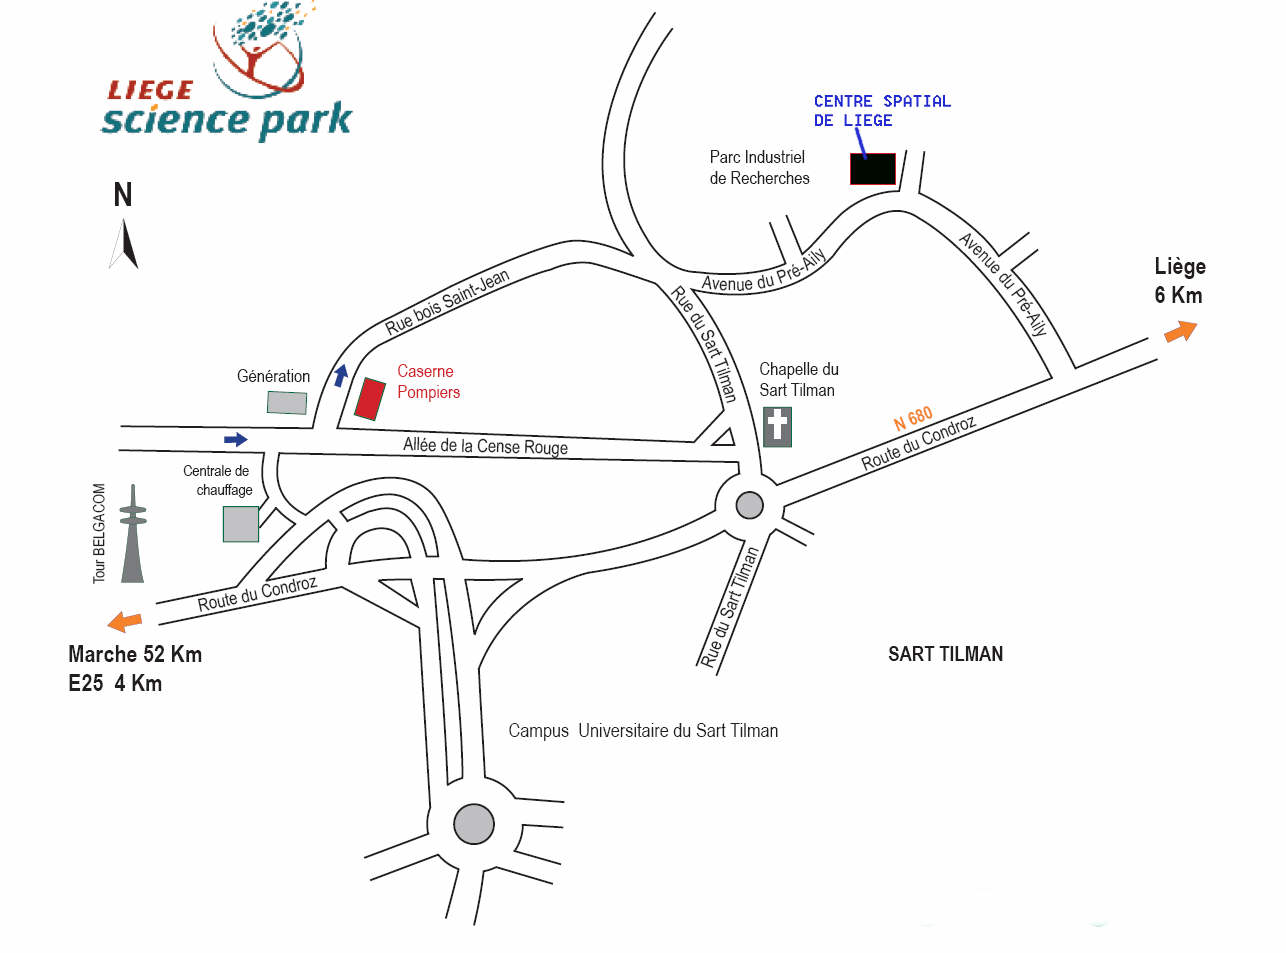 LIEGE
science park
N
CENTRE SPATIAL
DE LIEGE
Parc Industriel
de Recherches
Avenue du Pré-Aily
Avenue du Pré-Aily
Liège
6 Km
Rue bois Saint-Jean
Rue du Sart Tilman
Génération
Caserne
Pompiers
Chapelle du
Sart Tilman
N 680
Route du Condroz
Allée de la Cense Rouge
Centrale de
chauffage
Tour BELGACOM
Route du Condroz
Rue du Sart Tilman
Marche 52 Km
E25 4 Km
SART TILMAN
Campus Universitaire du Sart Tilman